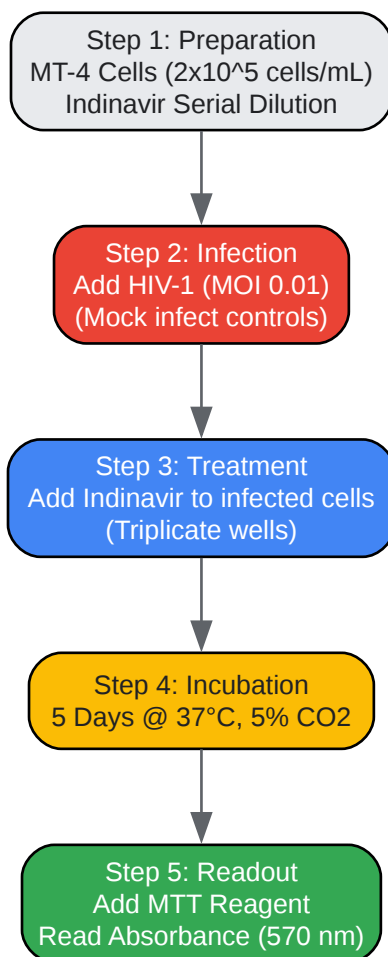 Step 1: Preparation
MT-4 Cells (2x10^5 cells/mL)
Indinavir Serial Dilution
Step 2: Infection
Add HIV-1 (MOI 0.01)
(Mock infect controls)
Step 3: Treatment
Add Indinavir to infected cells
(Triplicate wells)
Step 4: Incubation
5 Days @ 37°C, 5% CO2
Step 5: Readout
Add MTT Reagent
Read Absorbance (570 nm)